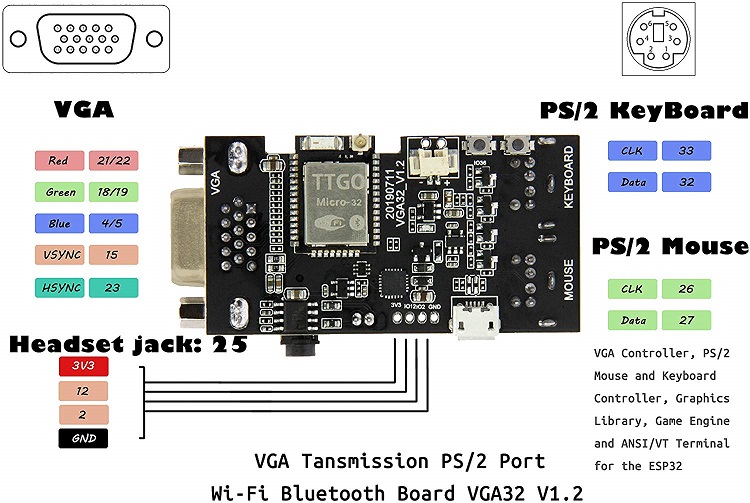 6 5
4 3
2 1
VGA
PS/2 KeyBoard
Red 21/22
Green 18/19
Blue 4/5
VSYNC 15
HSYNC 23
CLK 33
Data 32
PS/2 Mouse
CLK 26
Data 27
VGA
TTGO
Micro-32
WiFi
20190711
VGA32 V1.2
IO36
KEYBOARD
MOUSE
3V3 IO12 IO2 GND
Headset jack: 25
3V3
12
2
GND
VGA Controller, PS/2
Mouse and Keyboard
Controller, Graphics
Library, Game Engine
and ANSI/VT Terminal
for the ESP32
VGA Tansmission PS/2 Port
Wi-Fi Bluetooth Board VGA32 V1.2